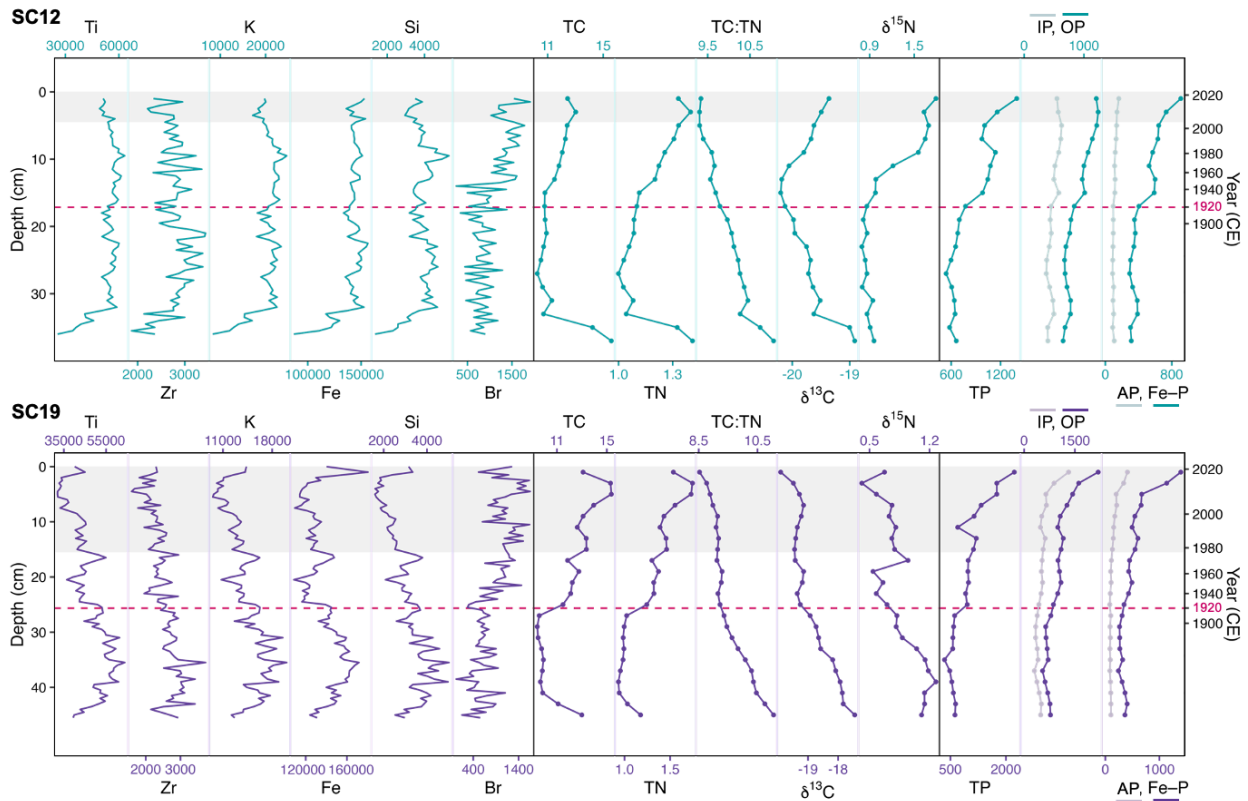 SC12
Ti K Si TC TC:TN δ15N IP, OP
30000 60000 10000 20000 2000 4000 11 15 9.5 10.5 0.9 1.5 0 1000
0 2020
2000
10 1980
1960
1940
1920
20 1900
30
Depth (cm)
Year (CE)
2000 3000 100000 150000 500 1500 1.0 1.3 -20 -19 600 1200 0 800
Zr Fe Br TN δ13C TP AP, Fe–P
SC19
Ti K Si TC TC:TN δ15N IP, OP
35000 55000 11000 18000 2000 4000 11 15 8.5 10.5 0.5 1.2 0 1500
0 2020
10 2000
1980
20 1960
1940
1920
30 1900
40
Depth (cm)
Year (CE)
2000 3000 120000 160000 400 1400 1.0 1.5 -19 -18 500 2000 0 1000
Zr Fe Br TN δ13C TP AP, Fe–P